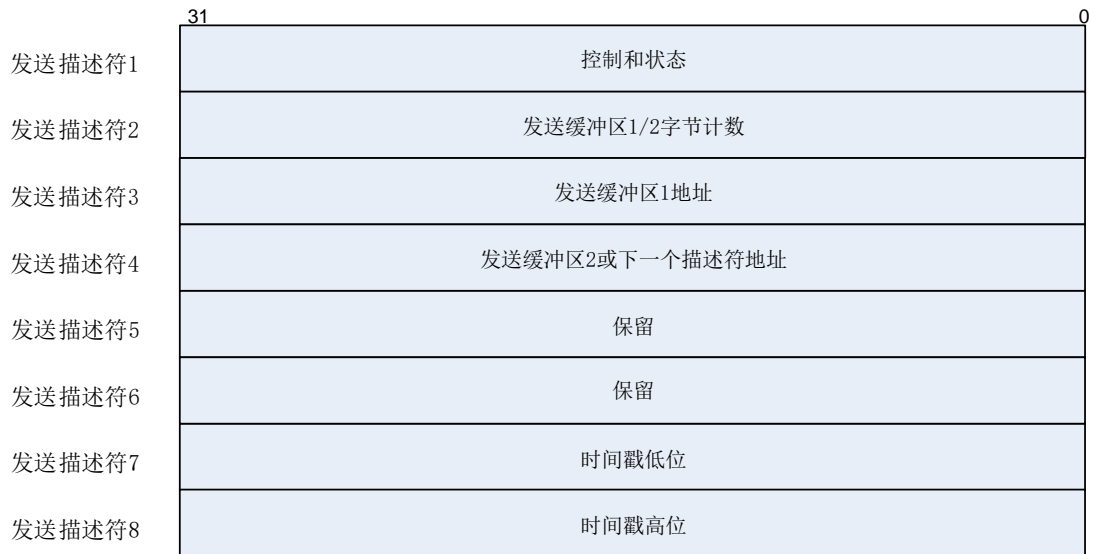 31 0
发送描述符1 控制和状态
发送描述符2 发送缓冲区1/2字节计数
发送描述符3 发送缓冲区1地址
发送描述符4 发送缓冲区2或下一个描述符地址
发送描述符5 保留
发送描述符6 保留
发送描述符7 时间戳低位
发送描述符8 时间戳高位